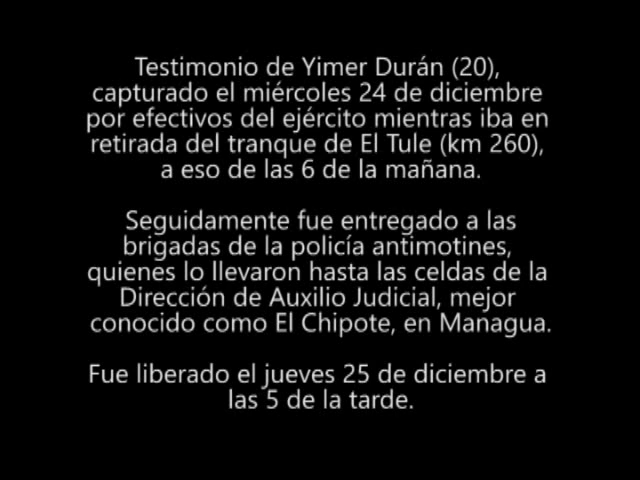 Testimonio de Yimer Durán (20),
capturado el miércoles 24 de diciembre
por efectivos del ejército mientras iba en
retirada del tranque de El Tule (km 260),
a eso de las 6 de la mañana.
Seguidamente fue entregado a las
brigadas de la policía antimotines,
quienes lo llevaron hasta las celdas de la
Dirección de Auxilio Judicial, mejor
conocido como El Chipote, en Managua.
Fue liberado el jueves 25 de diciembre a
las 5 de la tarde.